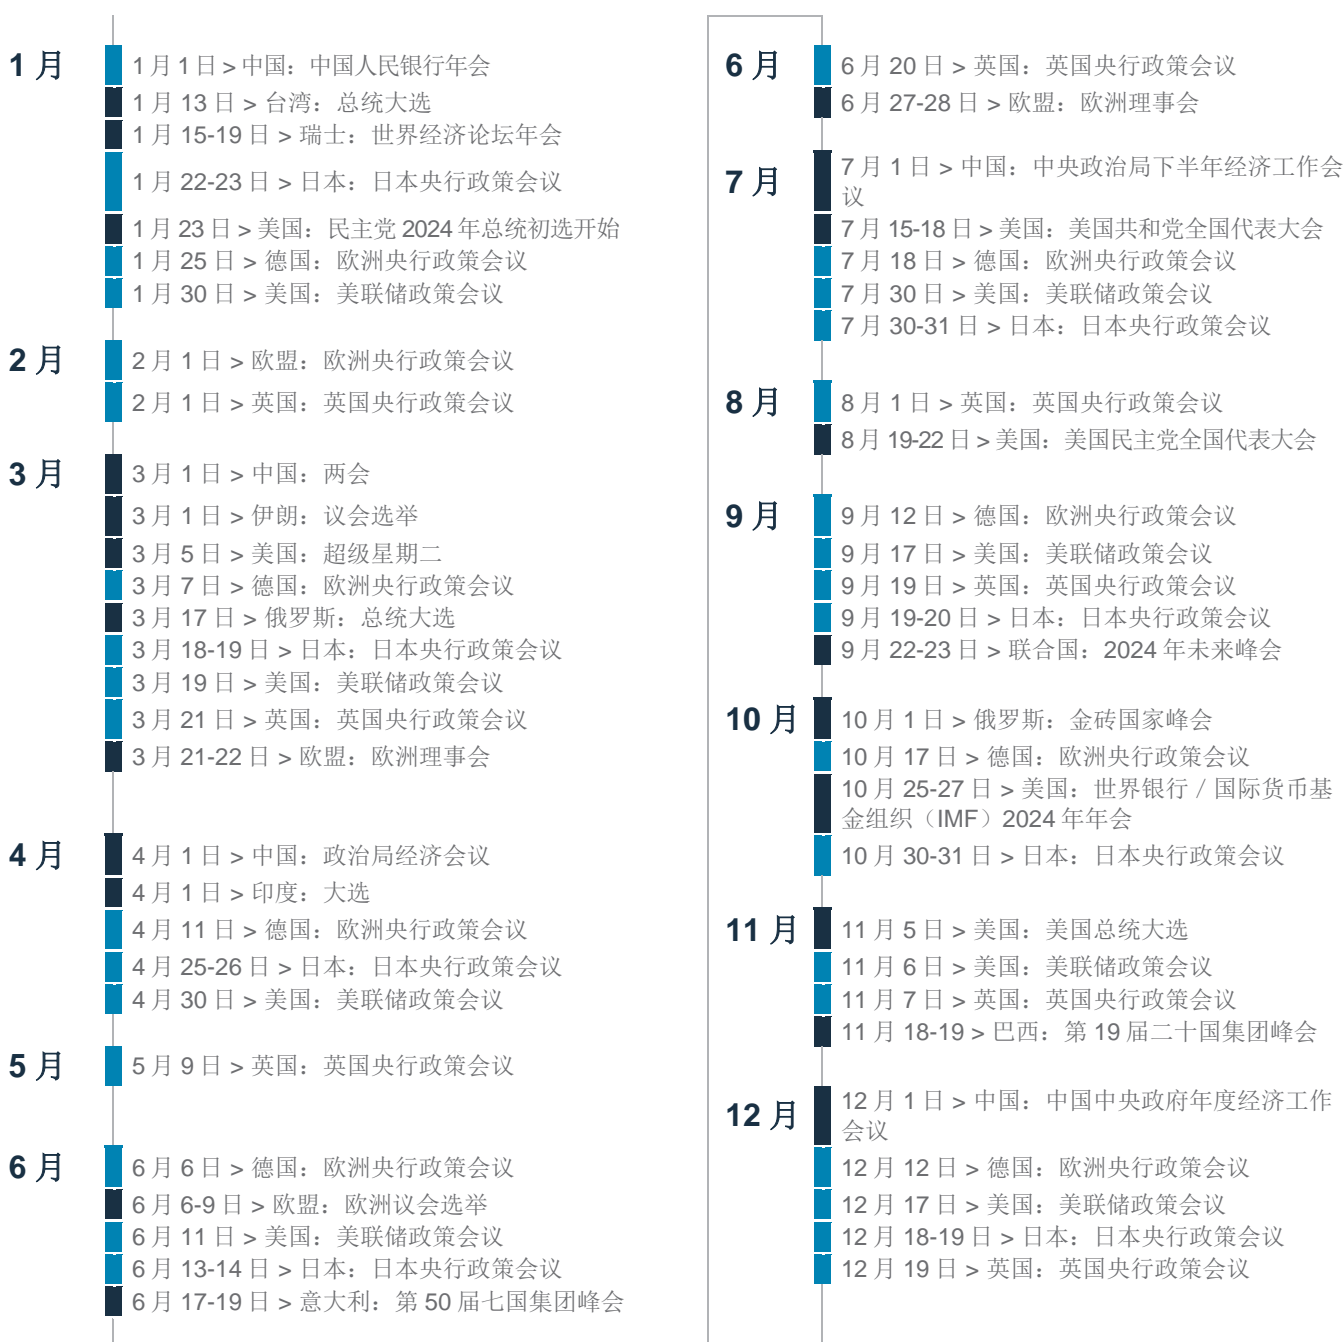 1 月
1 月 1 日 > 中国：中国人民银行年会
1 月 13 日 > 台湾：总统大选
1 月 15-19 日 > 瑞士：世界经济论坛年会
1 月 22-23 日 > 日本：日本央行政策会议
1 月 23 日 > 美国：民主党 2024 年总统初选开始
1 月 25 日 > 德国：欧洲央行政策会议
1 月 30 日 > 美国：美联储政策会议
2 月
2 月 1 日 > 欧盟：欧洲央行政策会议
2 月 1 日 > 英国：英国央行政策会议
3 月
3 月 1 日 > 中国：两会
3 月 1 日 > 伊朗：议会选举
3 月 5 日 > 美国：超级星期二
3 月 7 日 > 德国：欧洲央行政策会议
3 月 17 日 > 俄罗斯：总统大选
3 月 18-19 日 > 日本：日本央行政策会议
3 月 19 日 > 美国：美联储政策会议
3 月 21 日 > 英国：英国央行政策会议
3 月 21-22 日 > 欧盟：欧洲理事会
4 月
4 月 1 日 > 中国：政治局经济会议
4 月 1 日 > 印度：大选
4 月 11 日 > 德国：欧洲央行政策会议
4 月 25-26 日 > 日本：日本央行政策会议
4 月 30 日 > 美国：美联储政策会议
5 月
5 月 9 日 > 英国：英国央行政策会议
6 月
6 月 6 日 > 德国：欧洲央行政策会议
6 月 6-9 日 > 欧盟：欧洲议会选举
6 月 11 日 > 美国：美联储政策会议
6 月 13-14 日 > 日本：日本央行政策会议
6 月 17-19 日 > 意大利：第 50 届七国集团峰会
6 月
6 月 20 日 > 英国：英国央行政策会议
6 月 27-28 日 > 欧盟：欧洲理事会
7 月
7 月 1 日 > 中国：中央政治局下半年经济工作会
议
7 月 15-18 日 > 美国：美国共和党全国代表大会
7 月 18 日 > 德国：欧洲央行政策会议
7 月 30 日 > 美国：美联储政策会议
7 月 30-31 日 > 日本：日本央行政策会议
8 月
8 月 1 日 > 英国：英国央行政策会议
8 月 19-22 日 > 美国：美国民主党全国代表大会
9 月
9 月 12 日 > 德国：欧洲央行政策会议
9 月 17 日 > 美国：美联储政策会议
9 月 19 日 > 英国：英国央行政策会议
9 月 19-20 日 > 日本：日本央行政策会议
9 月 22-23 日 > 联合国：2024 年未来峰会
10 月
10 月 1 日 > 俄罗斯：金砖国家峰会
10 月 17 日 > 德国：欧洲央行政策会议
10 月 25-27 日 > 美国：世界银行 / 国际货币基
金组织（IMF）2024 年年会
10 月 30-31 日 > 日本：日本央行政策会议
11 月
11 月 5 日 > 美国：美国总统大选
11 月 6 日 > 美国：美联储政策会议
11 月 7 日 > 英国：英国央行政策会议
11 月 18-19 > 巴西：第 19 届二十国集团峰会
12 月
12 月 1 日 > 中国：中国中央政府年度经济工作
会议
12 月 12 日 > 德国：欧洲央行政策会议
12 月 17 日 > 美国：美联储政策会议
12 月 18-19 日 > 日本：日本央行政策会议
12 月 19 日 > 英国：英国央行政策会议